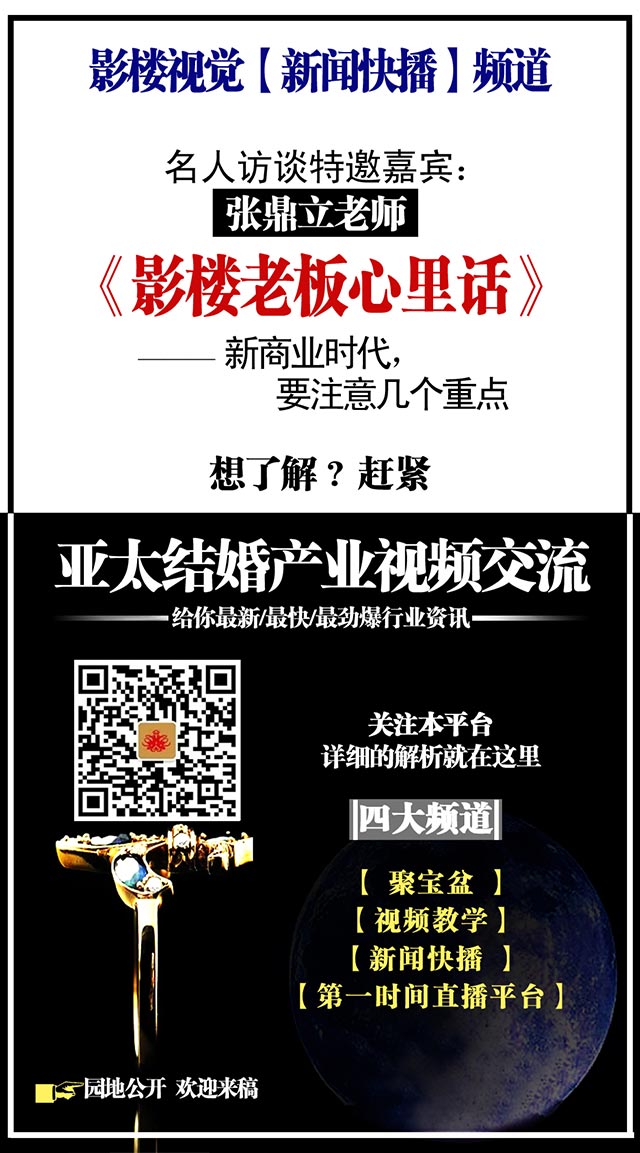 影楼视觉【新闻快播】频道
名人访谈特邀嘉宾：
张鼎立老师
《影楼老板心里话》
——新商业时代，
要注意几个重点
想了解？赶紧
亚太结婚产业视频交流
给你最新/最快/最劲爆行业资讯
关注本平台
详细的解析就在这里
四大频道
【 聚宝盆 】
【视频教学】
【新闻快播 】
【第一时间直播平台】
园地公开 欢迎来稿